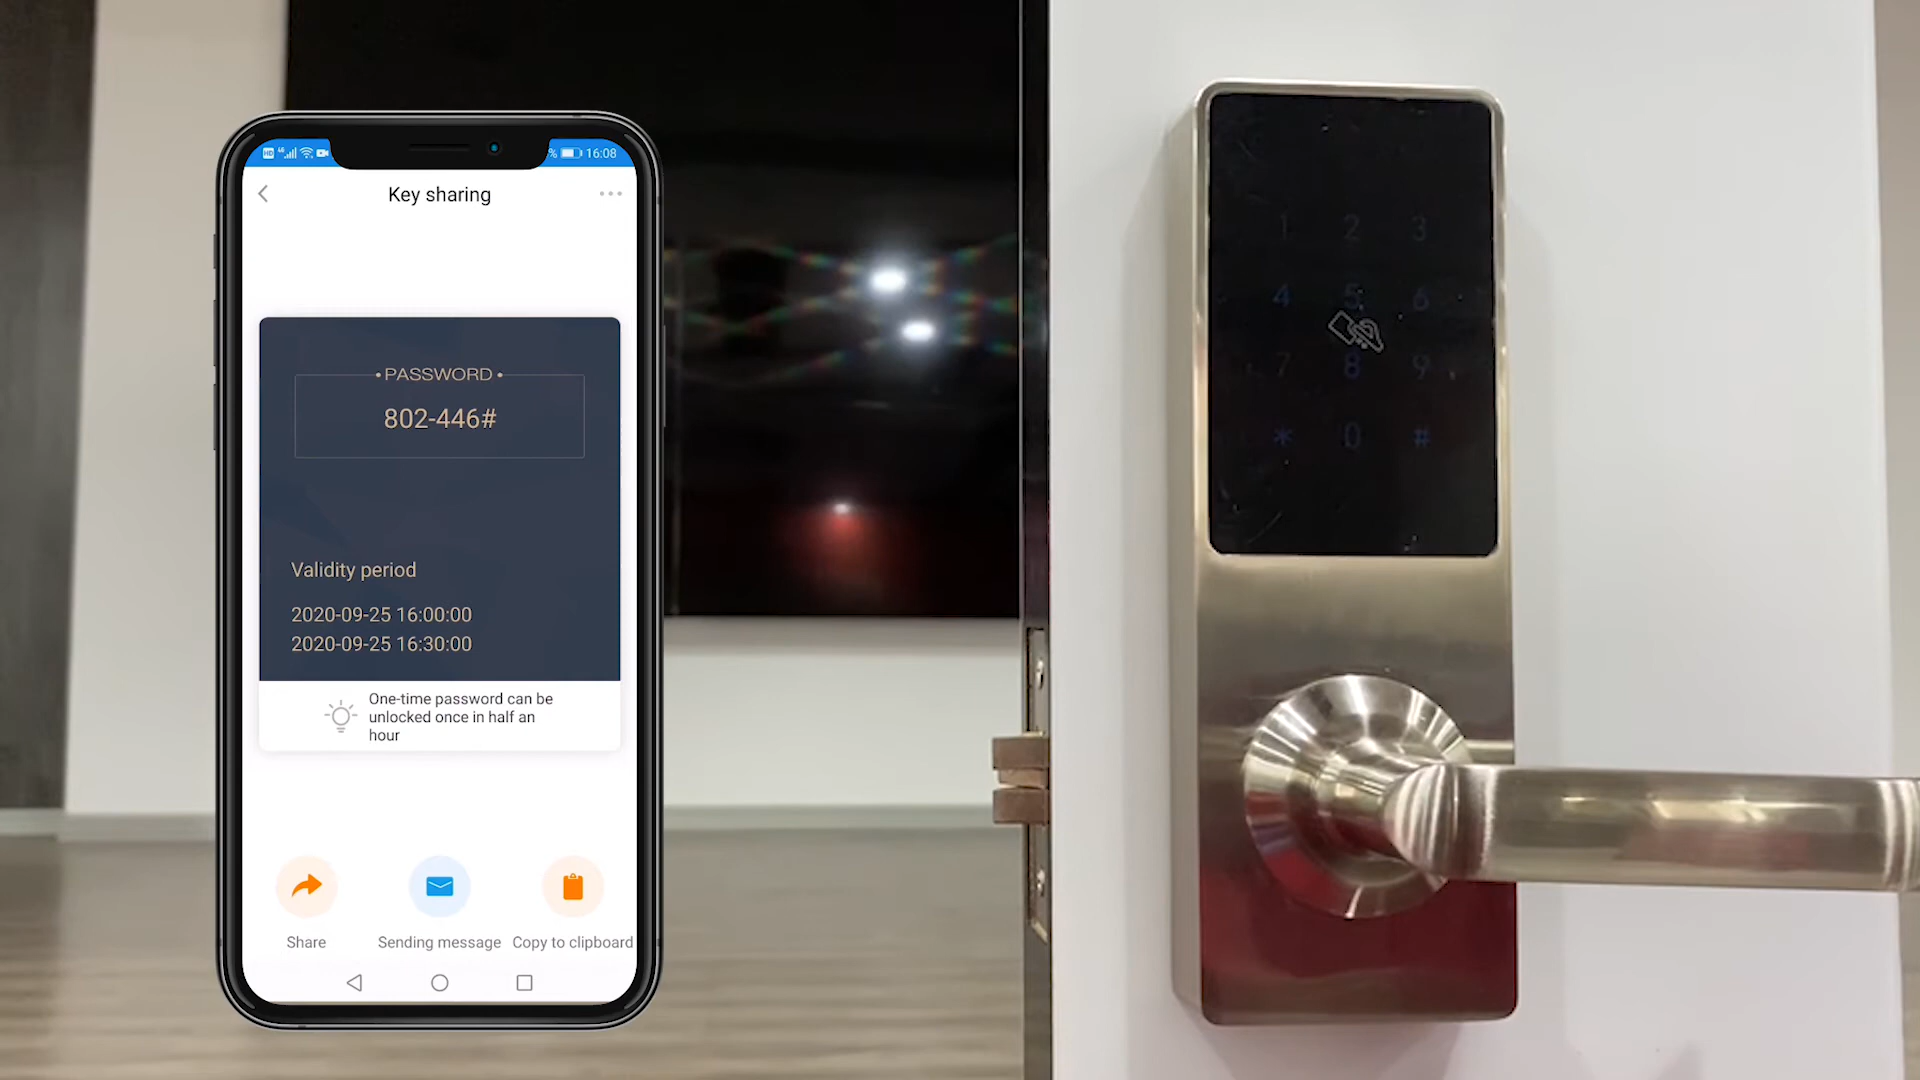 HD 4G % 16:08
Key sharing
PASSWORD
802-446#
Validity period
2020-09-25 16:00:00
2020-09-25 16:30:00
One-time password can be
unlocked once in half an
hour
Share Sending message Copy to clipboard
1 2 3
4 5 6
7 8 9
* 0 #